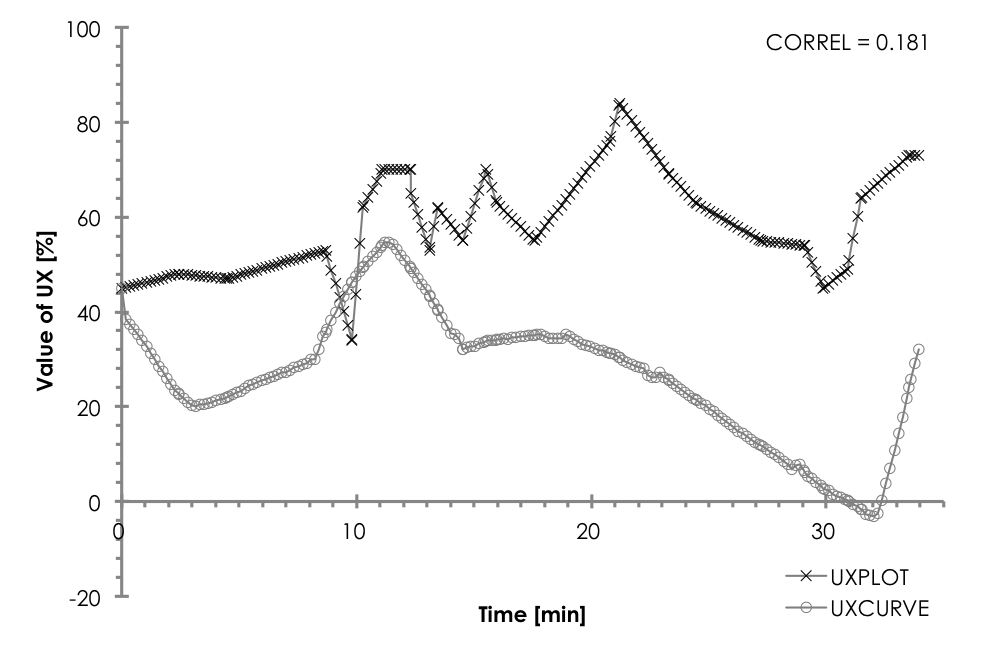 CORREL = 0.181
100
80
60
40
20
0
-20
Value of UX [%]
0
10
20
30
Time [min]
UXPLOT
UXCURVE